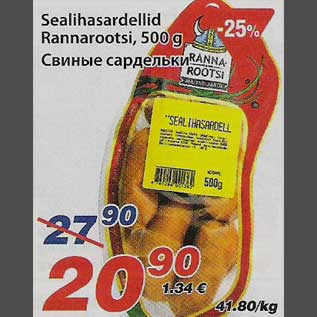 Sealihasardellid
Rannarootsi, 500 g
-25%
Свиные сардельки
RANNA-
ROOTSI
"SEALIHASARDELL
500g
27 90
20 90
1.34 €
41.80/kg